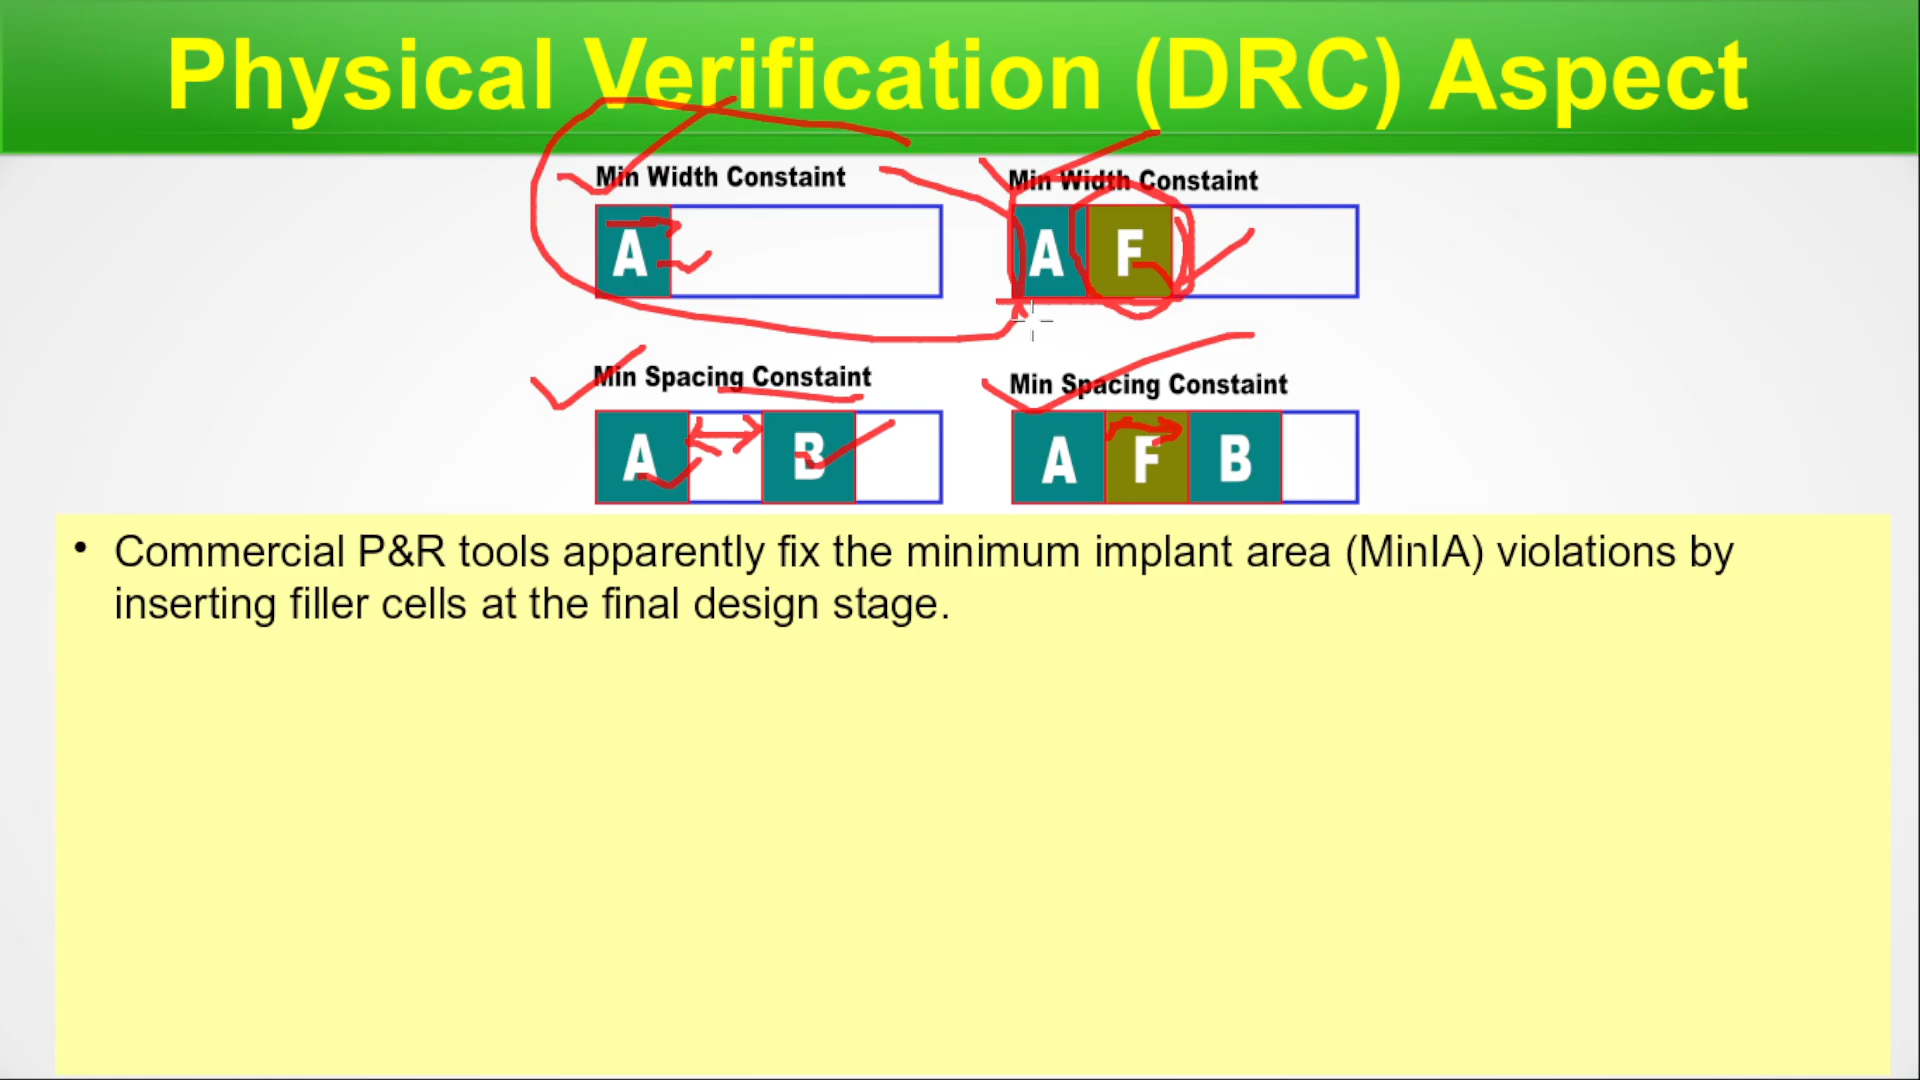 Physical Verification (DRC) Aspect
Min Width Constaint
Min Width Constaint
A
A F
Min Spacing Constaint
Min Spacing Constaint
A B
A F B
• Commercial P&R tools apparently fix the minimum implant area (MinIA) violations by
inserting filler cells at the final design stage.